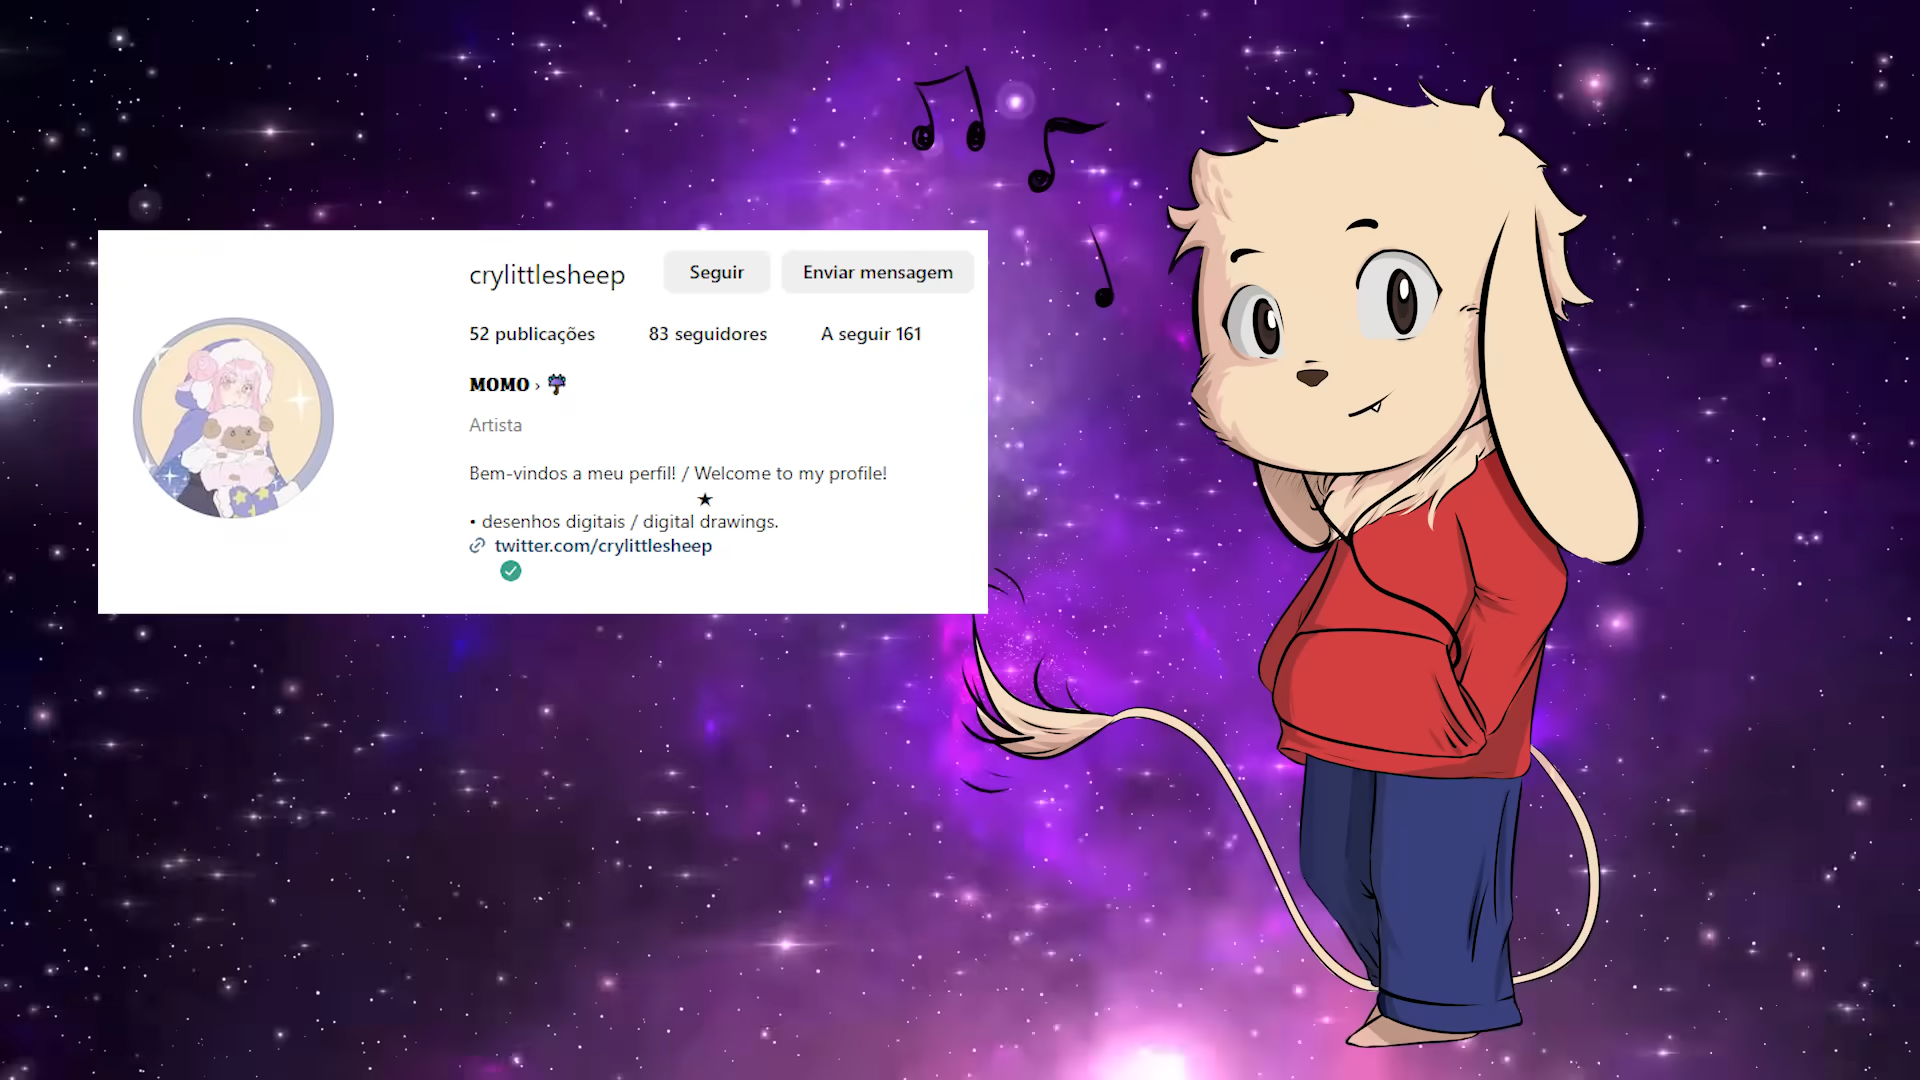 crylittlesheep Seguir Enviar mensagem
52 publicações 83 seguidores A seguir 161
MOMO ›
Artista
Bem-vindos a meu perfil! / Welcome to my profile!
★
• desenhos digitais / digital drawings.
twitter.com/crylittlesheep